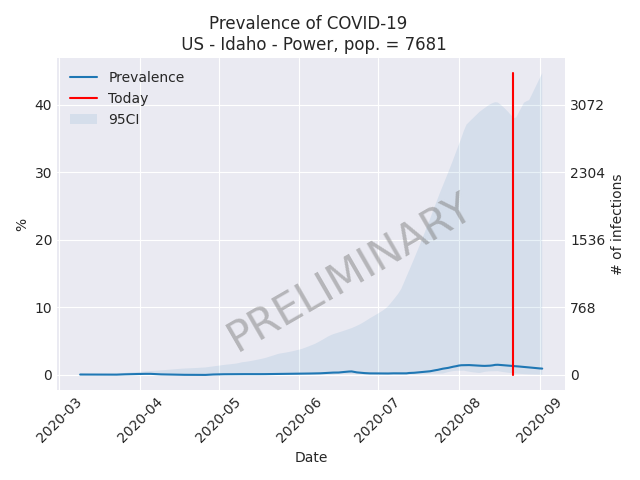 Prevalence of COVID-19
US - Idaho - Power, pop. = 7681
Prevalence
Today
95CI
PRELIMINARY
%
40
30
20
10
0
# of infections
3072
2304
1536
768
0
2020-03
2020-04
2020-05
2020-06
2020-07
2020-08
2020-09
Date